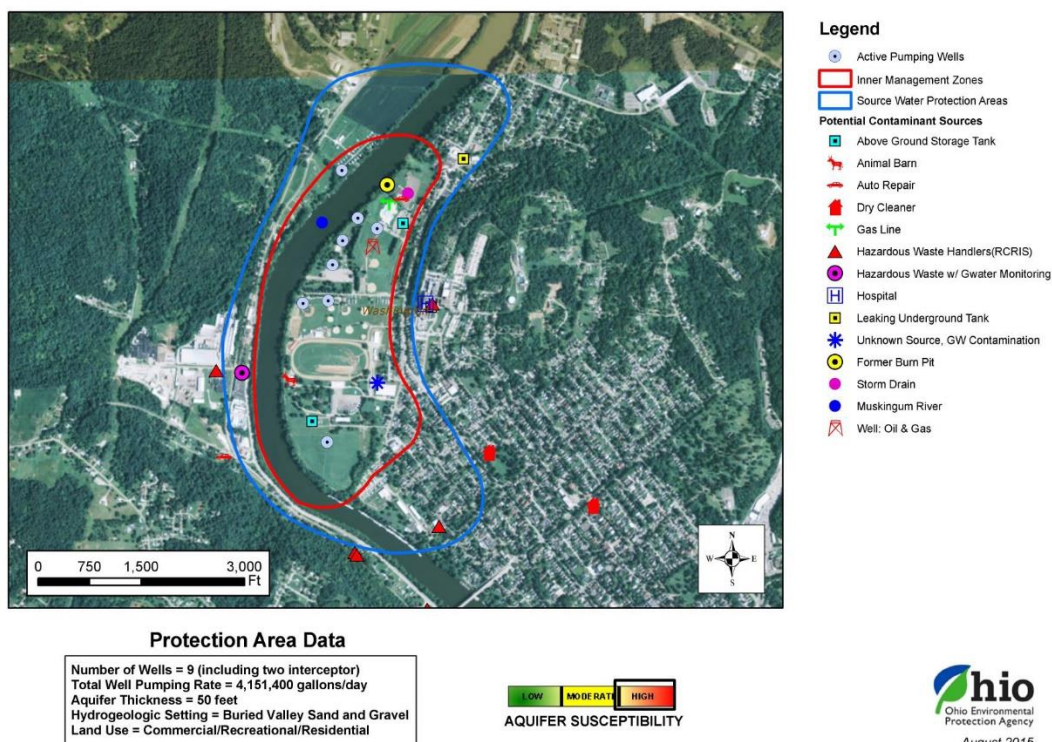 Legend
Active Pumping Wells
Inner Management Zones
Source Water Protection Areas
Potential Contaminant Sources
Above Ground Storage Tank
Animal Barn
Auto Repair
Dry Cleaner
Gas Line
Hazardous Waste Handlers(RCRIS)
Hazardous Waste w/ Gwater Monitoring
H Hospital
Leaking Underground Tank
Unknown Source, GW Contamination
Former Burn Pit
Storm Drain
Muskingum River
Well: Oil & Gas
H
N
W E
S
0 750 1,500 3,000
Ft
Protection Area Data
Number of Wells = 9 (including two interceptor)
Total Well Pumping Rate = 4,151,400 gallons/day
Aquifer Thickness = 50 feet
Hydrogeologic Setting = Buried Valley Sand and Gravel
Land Use = Commercial/Recreational/Residential
LOW MODERAT HIGH
AQUIFER SUSCEPTIBILITY
Ohio
Ohio Environmental
Protection Agency
August 2015